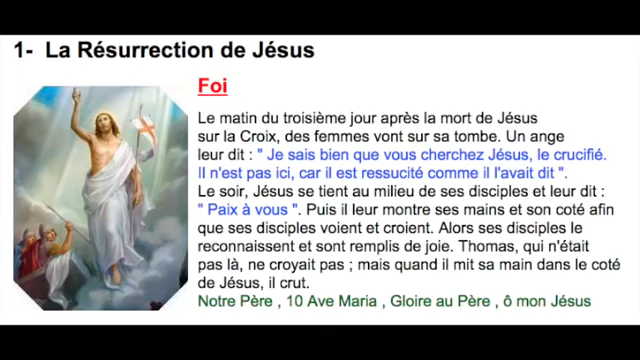 1- La Résurrection de Jésus
Foi
Le matin du troisième jour après la mort de Jésus
sur la Croix, des femmes vont sur sa tombe. Un ange
leur dit : " Je sais bien que vous cherchez Jésus, le crucifié.
Il n'est pas ici, car il est ressucité comme il l'avait dit ".
Le soir, Jésus se tient au milieu de ses disciples et leur dit :
" Paix à vous ". Puis il leur montre ses mains et son coté afin
que ses disciples voient et croient. Alors ses disciples le
reconnaissent et sont remplis de joie. Thomas, qui n'était
pas là, ne croyait pas ; mais quand il mit sa main dans le coté
de Jésus, il crut.
Notre Père , 10 Ave Maria , Gloire au Père , ô mon Jésus